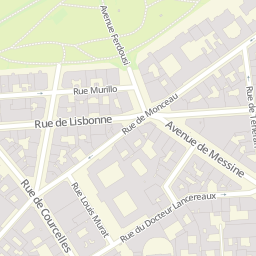 Avenue Ferdousi
Rue Murillo
Rue de Monceau
Rue de Lisbonne
Avenue de Messine
Rue de Courcelles
Rue Louis Murat
Rue du Docteur Lancereaux
Rue de